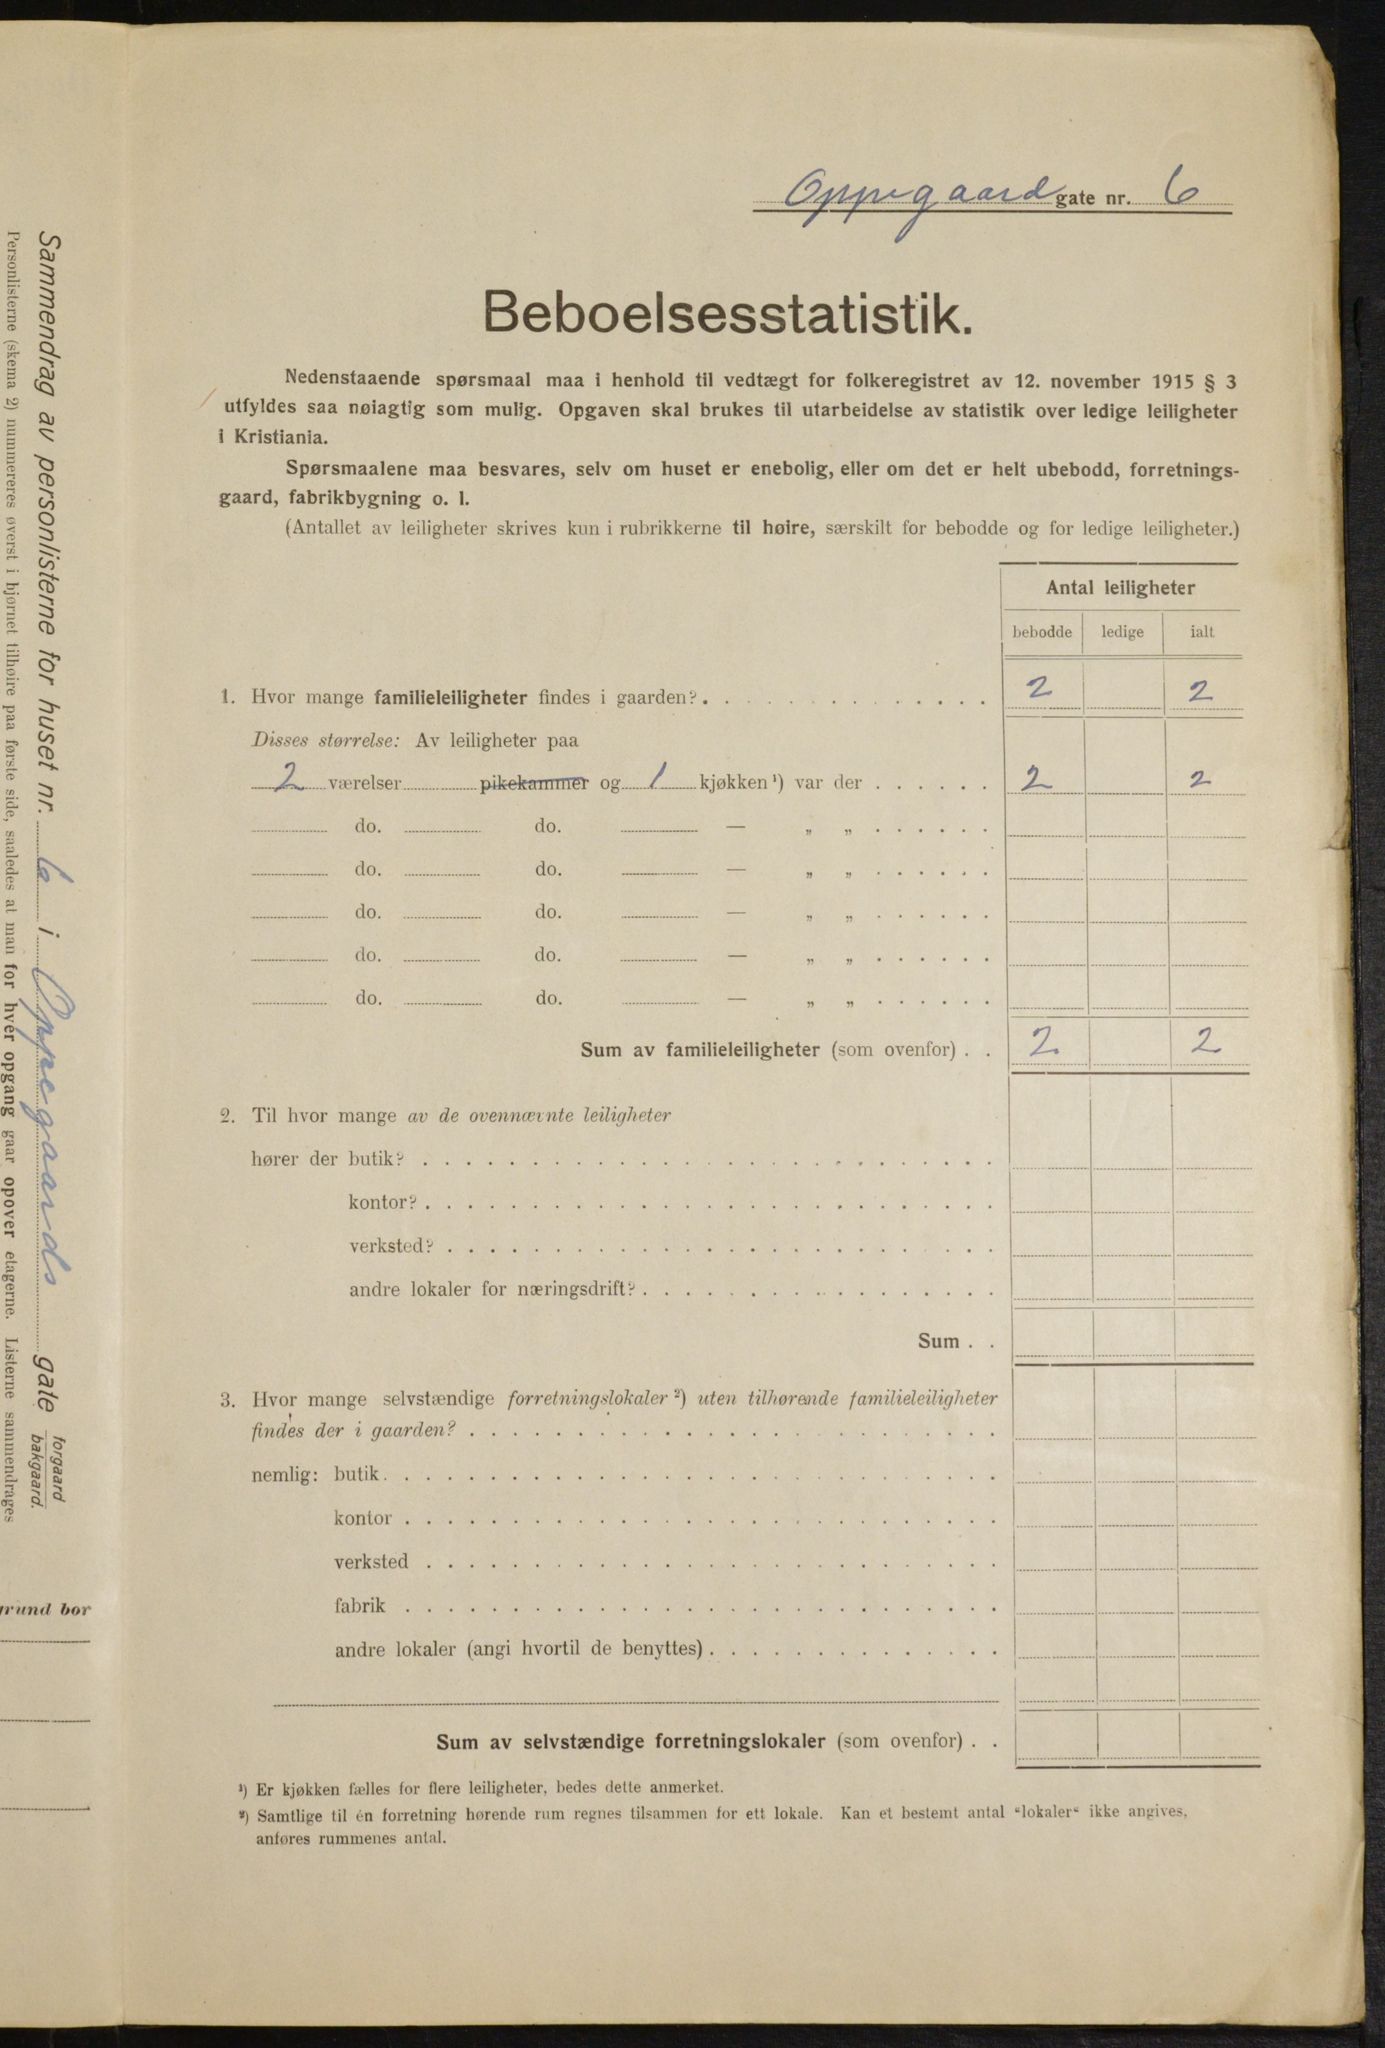 Oppegaard gate nr. 6
Beboelsesstatistik.
Nedenstaaende spørsmaal maa i henhold til vedtægt for folkeregistret av 12. november 1915 § 3
utfyldes saa nøiagtig som mulig. Opgaven skal brukes til utarbeidelse av statistik over ledige leiligheter
i Kristiania.
Spørsmaalene maa besvares, selv om huset er enebolig, eller om det er helt ubebodd, forretnings-
gaard, fabrikbygning o. l.
(Antallet av leiligheter skrives kun i rubrikkerne til høire, særskilt for bebodde og for ledige leiligheter.)
Antal leiligheter
bebodde ledige ialt
1. Hvor mange familieleiligheter findes i gaarden? . . . . . . . . . . . . . 2 2
Disses størrelse: Av leiligheter paa
2 værelser pikekammer og 1 kjøkken ¹) var der . . . . . . 2 2
do. do. — „ „ . . . . . .
do. do. — „ „ . . . . . .
do. do. — „ „ . . . . . .
do. do. — „ „ . . . . . .
do. do. — „ „ . . . . . .
Sum av familieleiligheter (som ovenfor) . . 2 2
2. Til hvor mange av de ovennævnte leiligheter
hører der butik? . . . . . . . . . . . . . . . . . . . . . . . . . . .
kontor? . . . . . . . . . . . . . . . . . . . . . . . . . . .
verksted? . . . . . . . . . . . . . . . . . . . . . . . . . .
andre lokaler for næringsdrift? . . . . . . . . . . . . . . . . .
Sum . .
3. Hvor mange selvstændige forretningslokaler ²) uten tilhørende familieleiligheter
findes der i gaarden? . . . . . . . . . . . . . . . . . . . . . . . . .
nemlig: butik . . . . . . . . . . . . . . . . . . . . . . . . . . . . .
kontor . . . . . . . . . . . . . . . . . . . . . . . . . . . .
verksted . . . . . . . . . . . . . . . . . . . . . . . . . . .
fabrik . . . . . . . . . . . . . . . . . . . . . . . . . . . .
andre lokaler (angi hvortil de benyttes) . . . . . . . . . . . . . .
Sum av selvstændige forretningslokaler (som ovenfor) . .
¹) Er kjøkken fælles for flere leiligheter, bedes dette anmerket.
²) Samtlige til én forretning hørende rum regnes tilsammen for ett lokale. Kan et bestemt antal “lokaler“ ikke angives,
anføres rummenes antal.
Sammendrag av personlisterne for huset nr. 6 i Oppegaards gate forgaard
bakgaard.
Personlisterne (skema 2) nummereres øverst i hjørnet tilhøire paa første side, saaledes at man for hver opgang gaar opover etagerne. Listerne sammendrages
grund bor